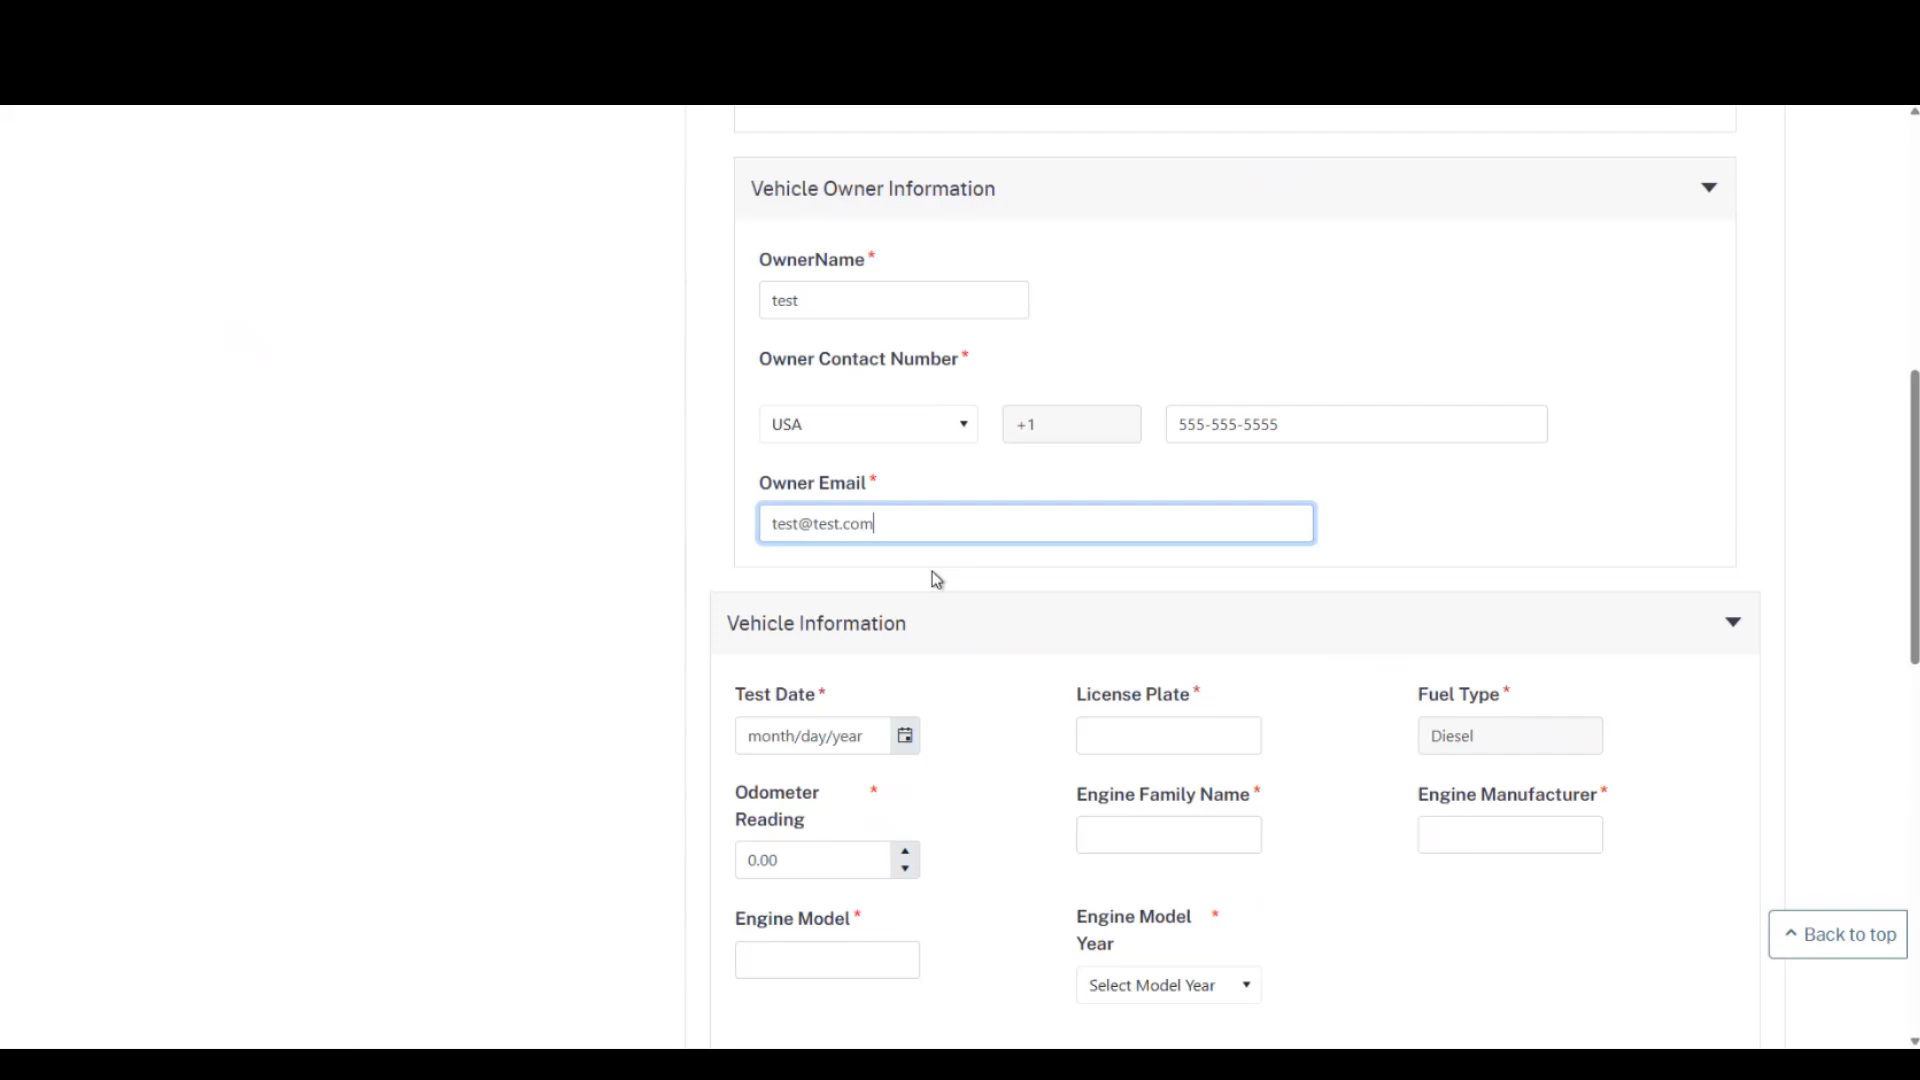 Vehicle Owner Information
OwnerName *
test
Owner Contact Number *
USA +1 555-555-5555
Owner Email *
test@test.com
Vehicle Information
Test Date * License Plate * Fuel Type *
month/day/year Diesel
Odometer * Engine Family Name * Engine Manufacturer *
Reading
0.00
Engine Model * Engine Model *
Year
Select Model Year
Back to top